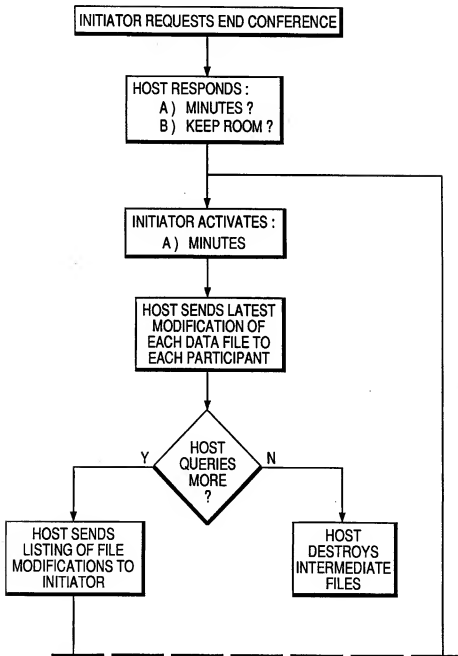 INITIATOR REQUESTS END CONFERENCE
HOST RESPONDS :
A ) MINUTES ?
B ) KEEP ROOM ?
INITIATOR ACTIVATES :
A ) MINUTES
HOST SENDS LATEST
MODIFICATION OF
EACH DATA FILE TO
EACH PARTICIPANT
HOST
QUERIES
MORE
?
Y
N
HOST SENDS
LISTING OF FILE
MODIFICATIONS TO
INITIATOR
HOST
DESTROYS
INTERMEDIATE
FILES